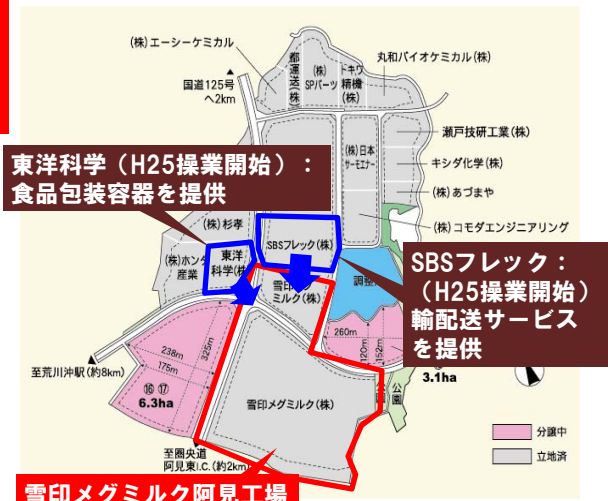 (株)エーシーケミカル
都運送(株)
(株)SPパーツ
トキワ精機(株)
丸和バイオケミカル(株)
国道125号
へ2km
瀬戸技研工業(株)
(株)日本サーモエナー
キシダ化学(株)
(株)あづまや
(株)コモダエンジニアリング
東洋科学(H25操業開始):
食品包装容器を提供
(株)杉孝
SBSフレック(株)
(株)ホンダ
産業
東洋
科学(株)
雪印
ミルク(株)
調整
SBSフレック:
(H25操業開始)
輸配送サービス
を提供
260m
120m
152m
238m
175m
325m
至荒川沖駅(約8km)
⑯ ⑰
6.3ha
3.1ha
公園
公園
雪印メグミルク(株)
至圏央道
阿見東I.C.(約2km)
分譲中
立地済
雪印メグミルク阿見工場